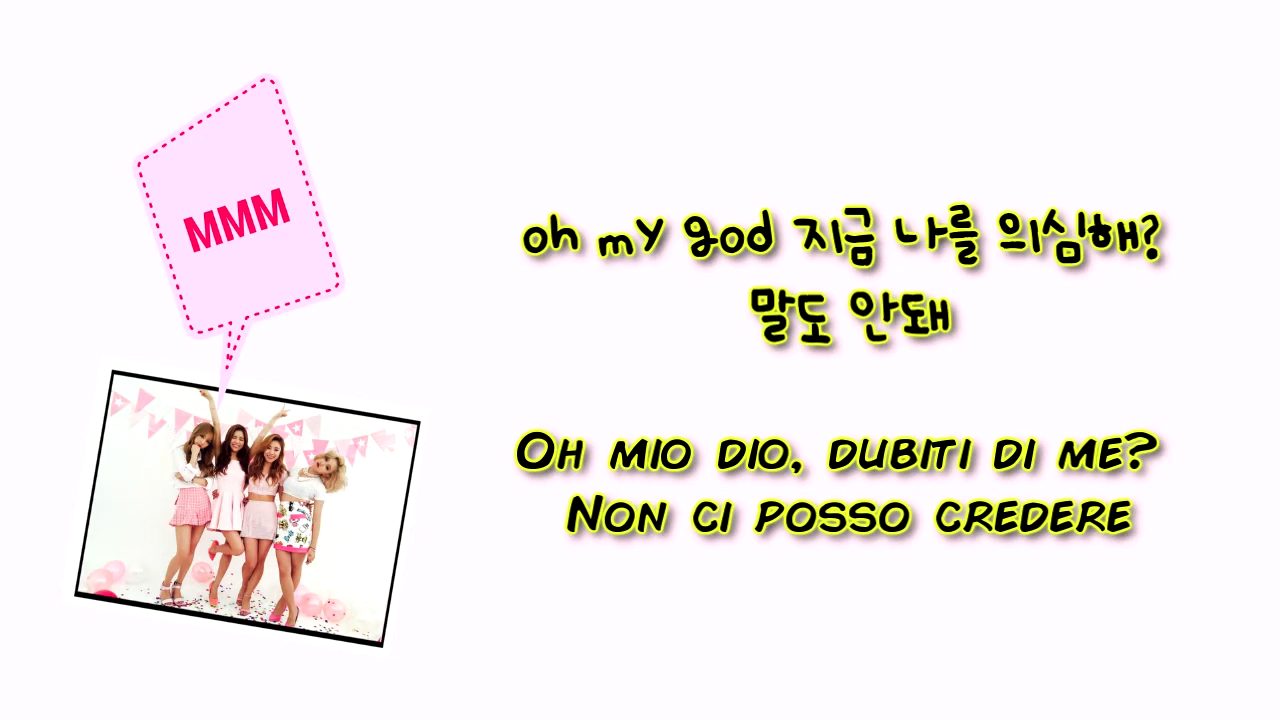 MMM
oh my god 지금 나를 의심해?
말도 안돼
Oh mio dio, dubiti di me?
Non ci posso credere